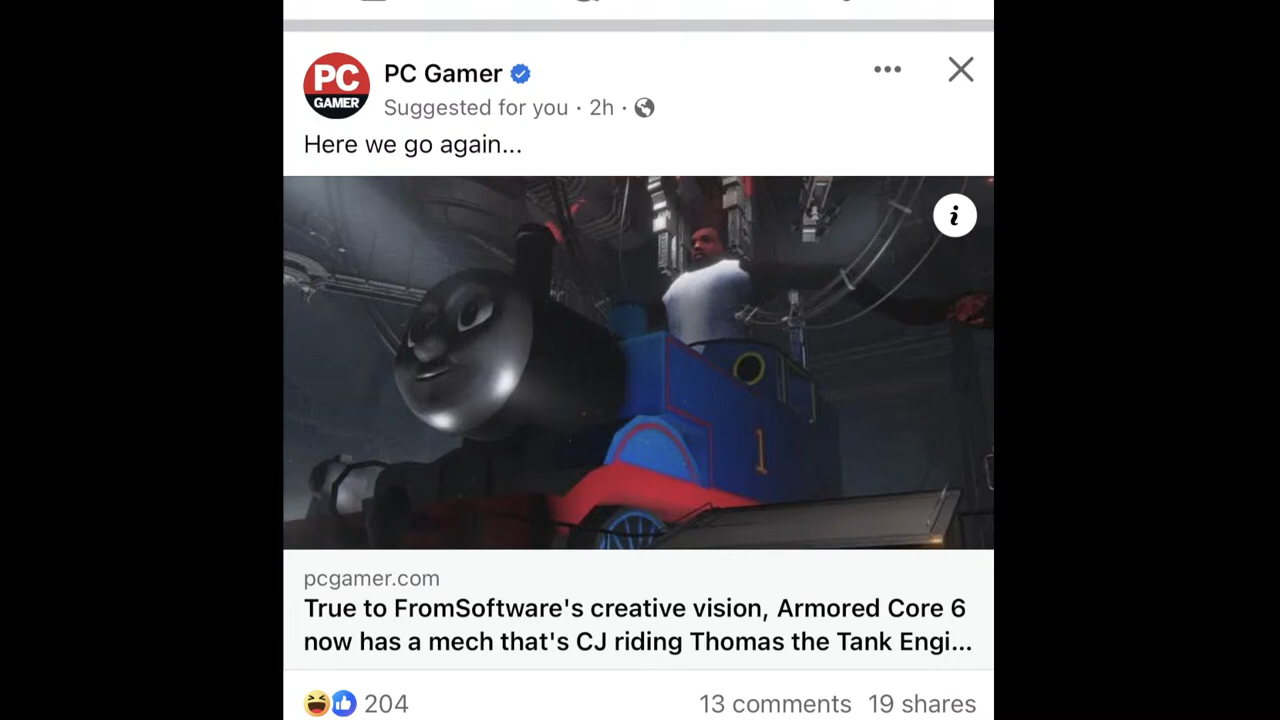 PC
GAMER
PC Gamer
Suggested for you · 2h ·
Here we go again...
i
1
pcgamer.com
True to FromSoftware's creative vision, Armored Core 6
now has a mech that's CJ riding Thomas the Tank Engi...
204 13 comments 19 shares